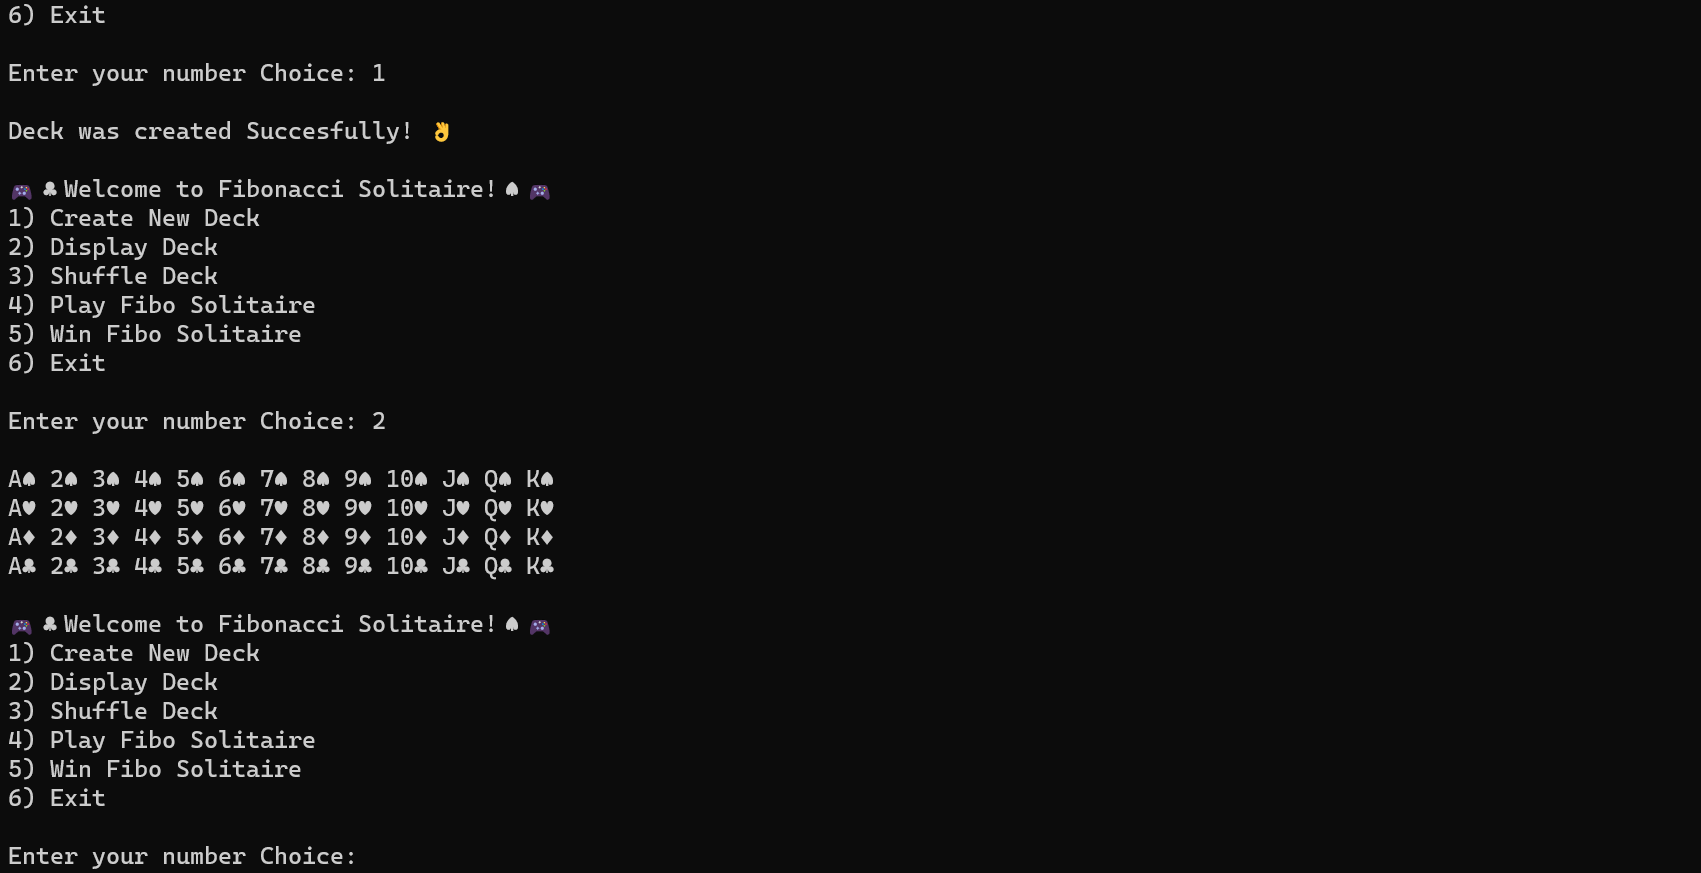 6) Exit
Enter your number Choice: 1
Deck was created Succesfully! 👌
🎮 ♣Welcome to Fibonacci Solitaire!♠ 🎮
1) Create New Deck
2) Display Deck
3) Shuffle Deck
4) Play Fibo Solitaire
5) Win Fibo Solitaire
6) Exit
Enter your number Choice: 2
A♠ 2♠ 3♠ 4♠ 5♠ 6♠ 7♠ 8♠ 9♠ 10♠ J♠ Q♠ K♠
A♥ 2♥ 3♥ 4♥ 5♥ 6♥ 7♥ 8♥ 9♥ 10♥ J♥ Q♥ K♥
A♦ 2♦ 3♦ 4♦ 5♦ 6♦ 7♦ 8♦ 9♦ 10♦ J♦ Q♦ K♦
A♣ 2♣ 3♣ 4♣ 5♣ 6♣ 7♣ 8♣ 9♣ 10♣ J♣ Q♣ K♣
🎮 ♣Welcome to Fibonacci Solitaire!♠ 🎮
1) Create New Deck
2) Display Deck
3) Shuffle Deck
4) Play Fibo Solitaire
5) Win Fibo Solitaire
6) Exit
Enter your number Choice: